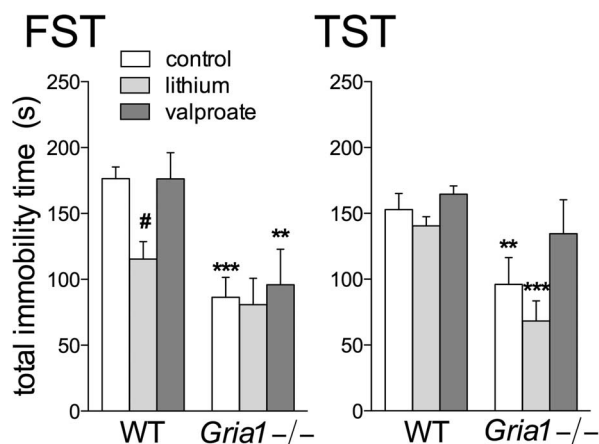 FST
TST
control
lithium
valproate
total immobility time (s)
250
200
150
100
50
0
#
***
**
WT
Gria1 −/−
250
200
150
100
50
0
**
***
WT
Gria1 −/−